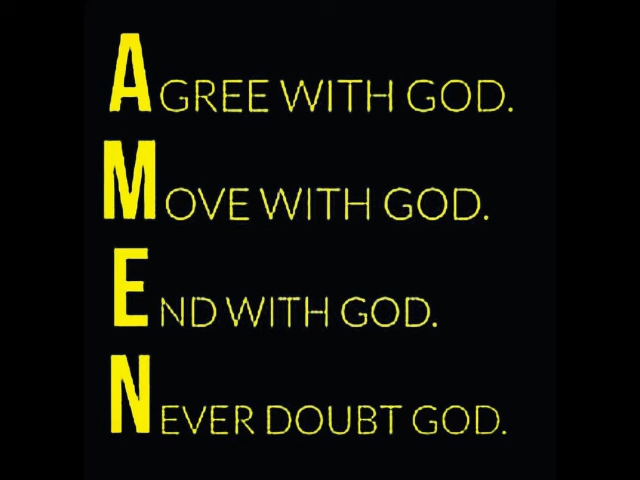 AGREE WITH GOD.
MOVE WITH GOD.
END WITH GOD.
NEVER DOUBT GOD.